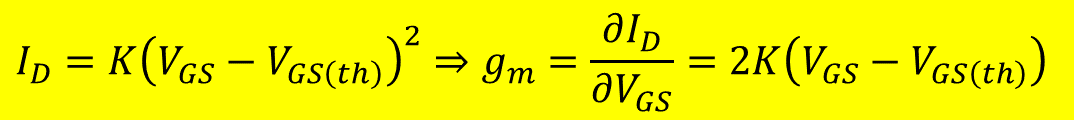 I_D = K(V_GS − V_GS(th))^2 ⇒ g_m = ∂I_D/∂V_GS = 2K(V_GS − V_GS(th))